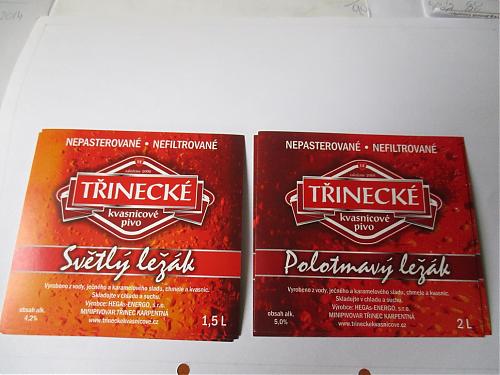 2014
NEPASTEROVANÉ • NEFILTROVANÉ
TŘINECKÉ
kvasnicové
pivo
Světlý ležák
Vyrobeno z vody, ječného a karamelového sladu, chmele a kvasnic.
Skladujte v chladu a suchu.
Výrobce: HEGAs-ENERGO, s.r.o.
MINIPIVOVAR TŘINEC KARPENTNÁ
www.trineckekvasnicove.cz
obsah alk.
4,2%
1,5 L
NEPASTEROVANÉ • NEFILTROVANÉ
TŘINECKÉ
kvasnicové
pivo
Polotmavý ležák
Vyrobeno z vody, ječného a karamelového sladu, chmele a kvasnic.
Skladujte v chladu a suchu.
Výrobce: HEGAs-ENERGO, s.r.o.
MINIPIVOVAR TŘINEC KARPENTNÁ
www.trineckekvasnicove.cz
obsah alk.
5,0%
2 L